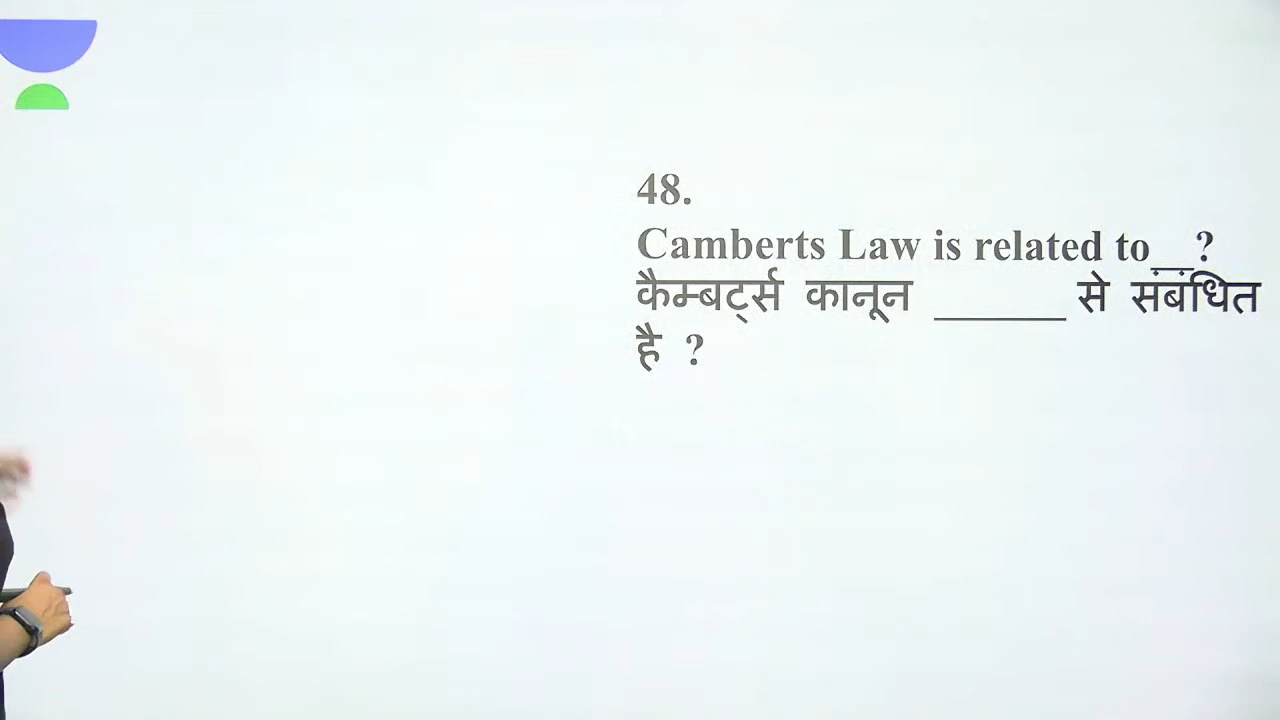 48.
Camberts Law is related to__?
कैम्बर्ट्स कानून ______ से संबंधित
है ?